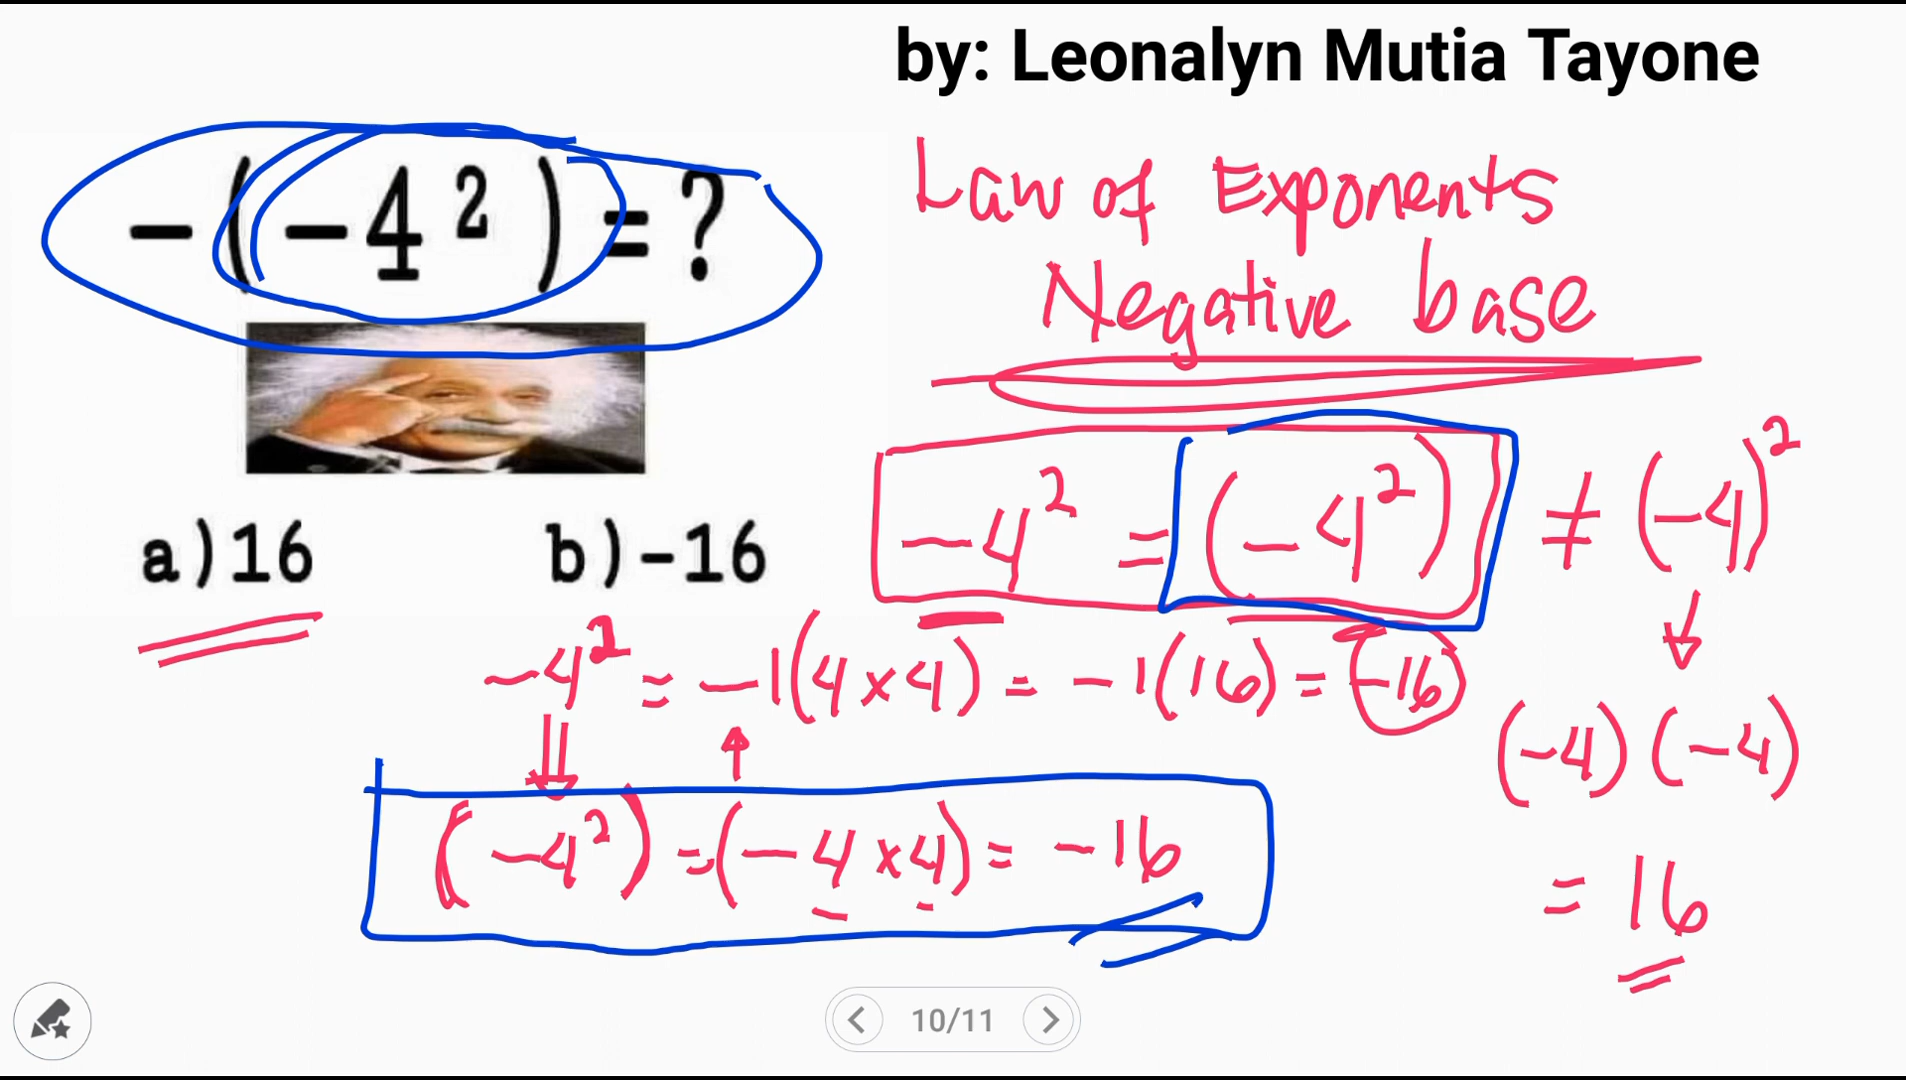 by: Leonalyn Mutia Tayone
-(-4²)=?
a)16 b)-16
Law of Exponents
Negative base
-4² = (-4²) ≠ (-4)²
-4² = -1(4×4) = -1(16) = -16
(-4)(-4)
(-4²) = (-4×4) = -16
= 16
10/11